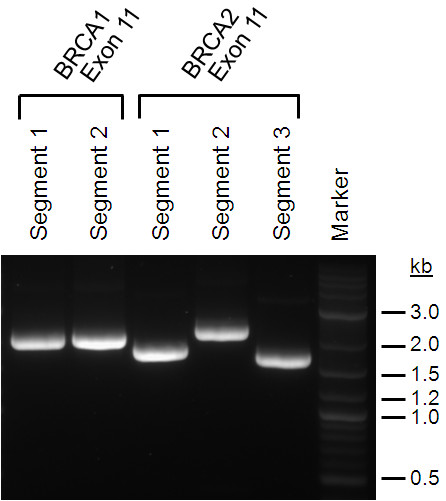 BRCA1
Exon 11
BRCA2
Exon 11
Segment 1
Segment 2
Segment 1
Segment 2
Segment 3
Marker
kb
3.0
2.0
1.5
1.2
1.0
0.5